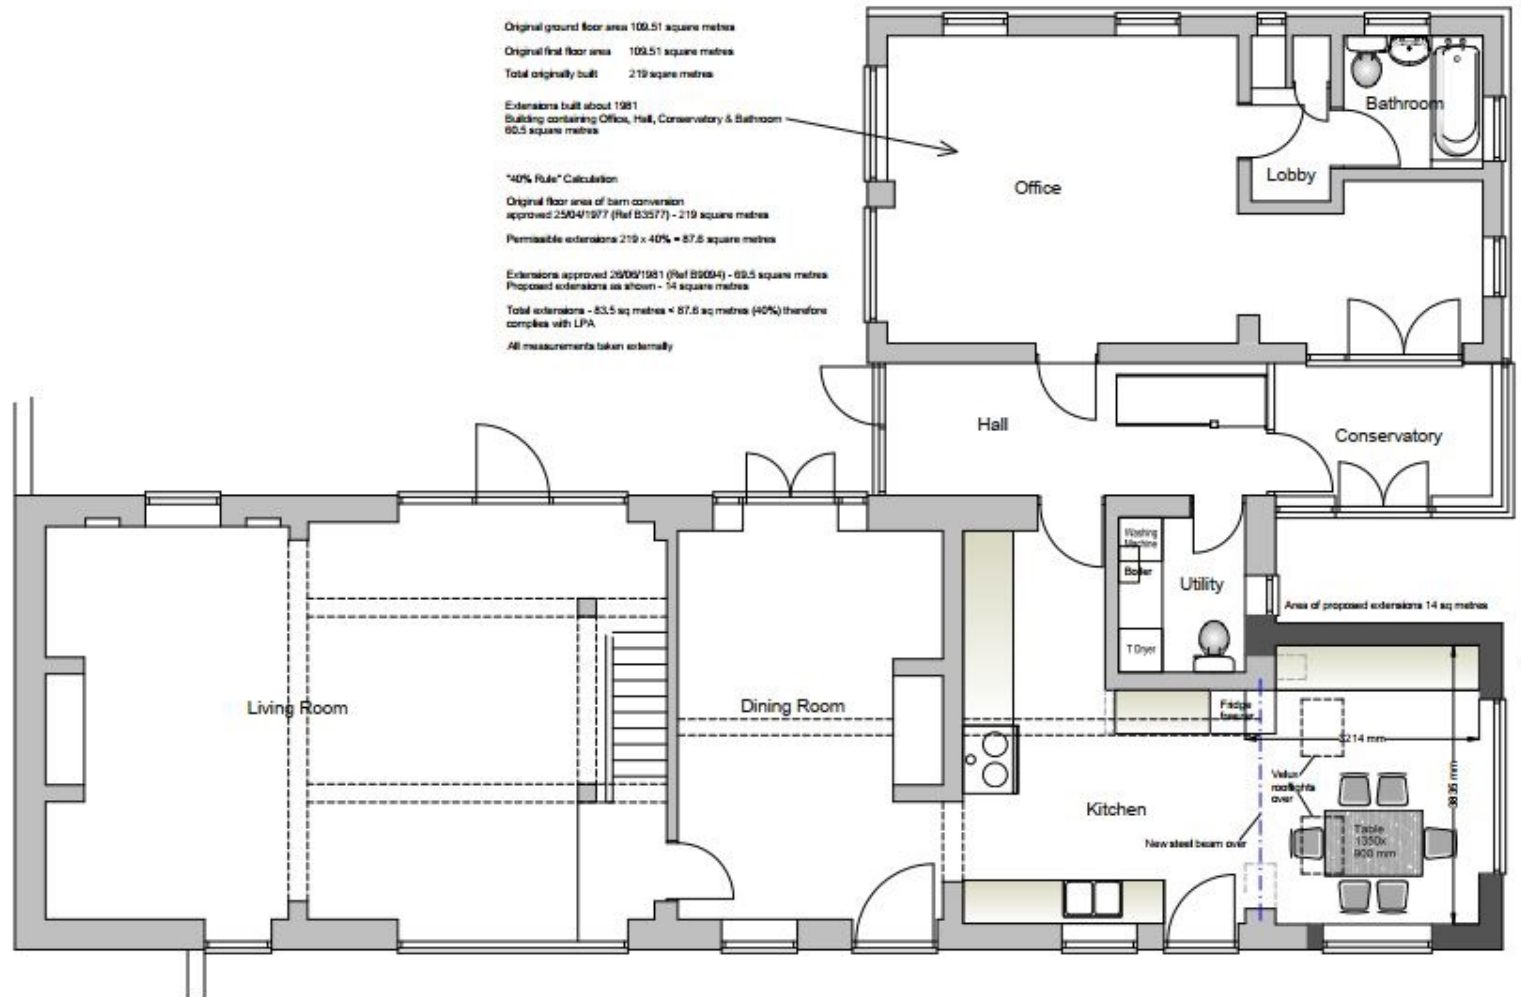 Original ground floor area 109.51 square metres
Original first floor area 109.51 square metres
Total originally built 219 sqare metres
Extensions built about 1981
Building containing Office, Hall, Conservatory & Bathroom
60.5 square metres
"40% Rule" Calculation
Original floor area of barn conversion
approved 25/04/1977 (Ref B3577) - 219 square metres
Permissible extensions 219 x 40% = 87.6 square metres
Extensions approved 26/06/1981 (Ref B9094) - 69.5 square metres
Proposed extensions as shown - 14 square metres
Total extensions - 83.5 sq metres < 87.6 sq metres (40%) therefore
complies with LPA
All measurements taken externally
Bathroom
Office
Lobby
Hall
Conservatory
Washing
Machine
Boiler
Utility
T Dryer
Area of proposed extensions 14 sq metres
Living Room
Dining Room
Fridge
freezer
3214 mm
Velux
rooflights
over
3835 mm
Kitchen
New steel beam over
Table
1350x
900 mm